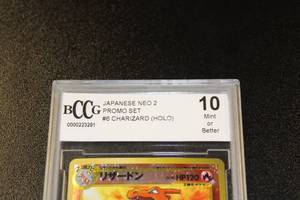 BCCG
0000223291
JAPANESE NEO 2
PROMO SET
#6 CHARIZARD (HOLO)
10
Mint
or
Better
リザードン
HP120